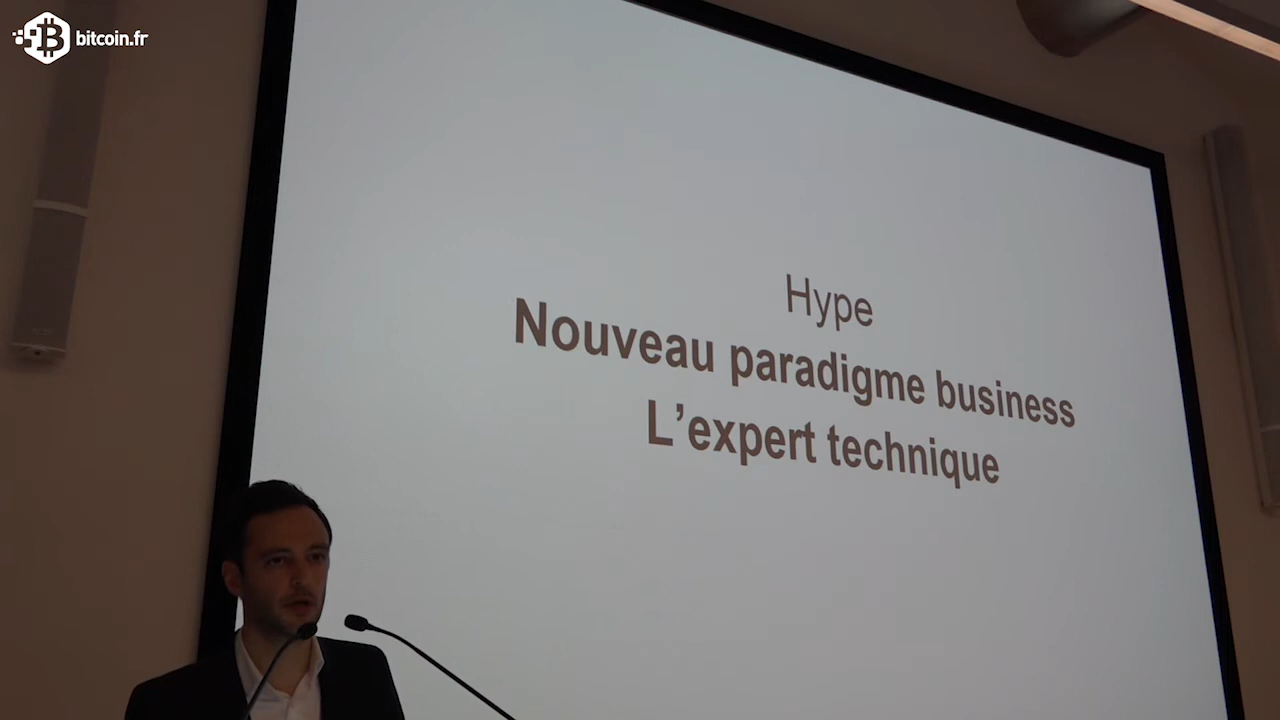 bitcoin.fr
Hype
Nouveau paradigme business
L’expert technique